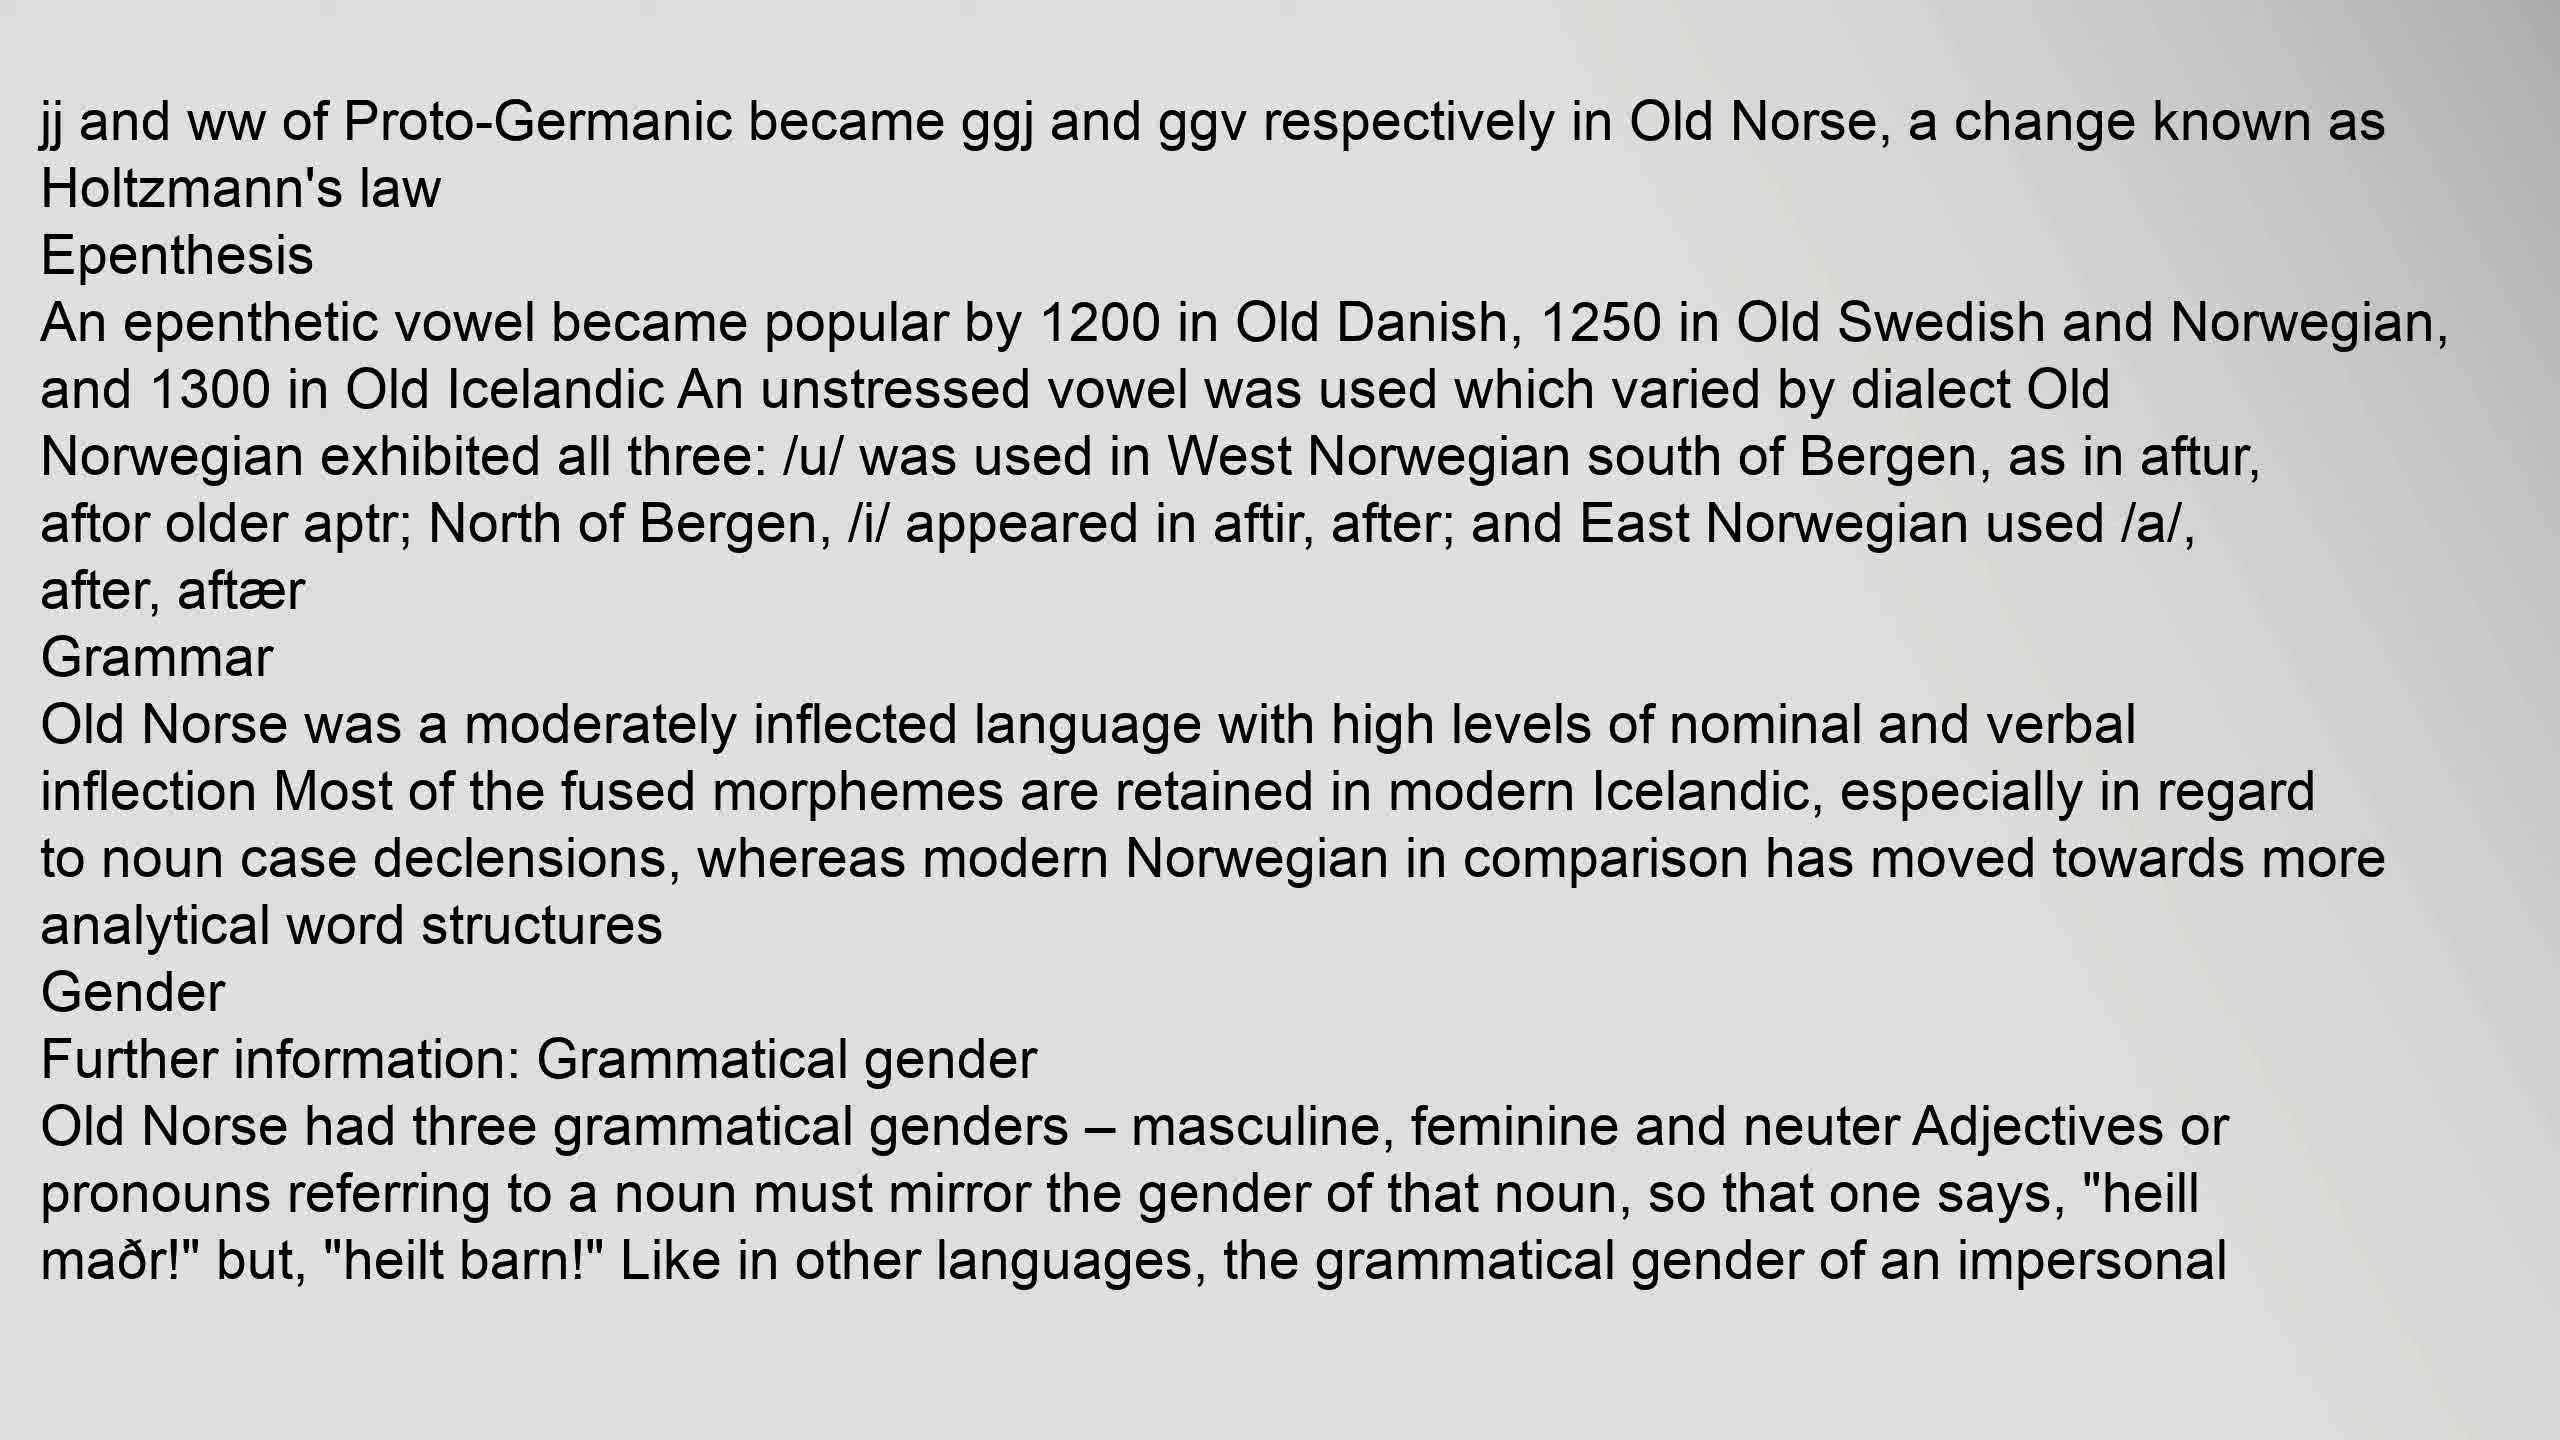 jj and ww of Proto-Germanic became ggj and ggv respectively in Old Norse, a change known as
Holtzmann's law
Epenthesis
An epenthetic vowel became popular by 1200 in Old Danish, 1250 in Old Swedish and Norwegian,
and 1300 in Old Icelandic An unstressed vowel was used which varied by dialect Old
Norwegian exhibited all three: /u/ was used in West Norwegian south of Bergen, as in aftur,
aftor older aptr; North of Bergen, /i/ appeared in aftir, after; and East Norwegian used /a/,
after, aftær
Grammar
Old Norse was a moderately inflected language with high levels of nominal and verbal
inflection Most of the fused morphemes are retained in modern Icelandic, especially in regard
to noun case declensions, whereas modern Norwegian in comparison has moved towards more
analytical word structures
Gender
Further information: Grammatical gender
Old Norse had three grammatical genders – masculine, feminine and neuter Adjectives or
pronouns referring to a noun must mirror the gender of that noun, so that one says, "heill
maðr!" but, "heilt barn!" Like in other languages, the grammatical gender of an impersonal